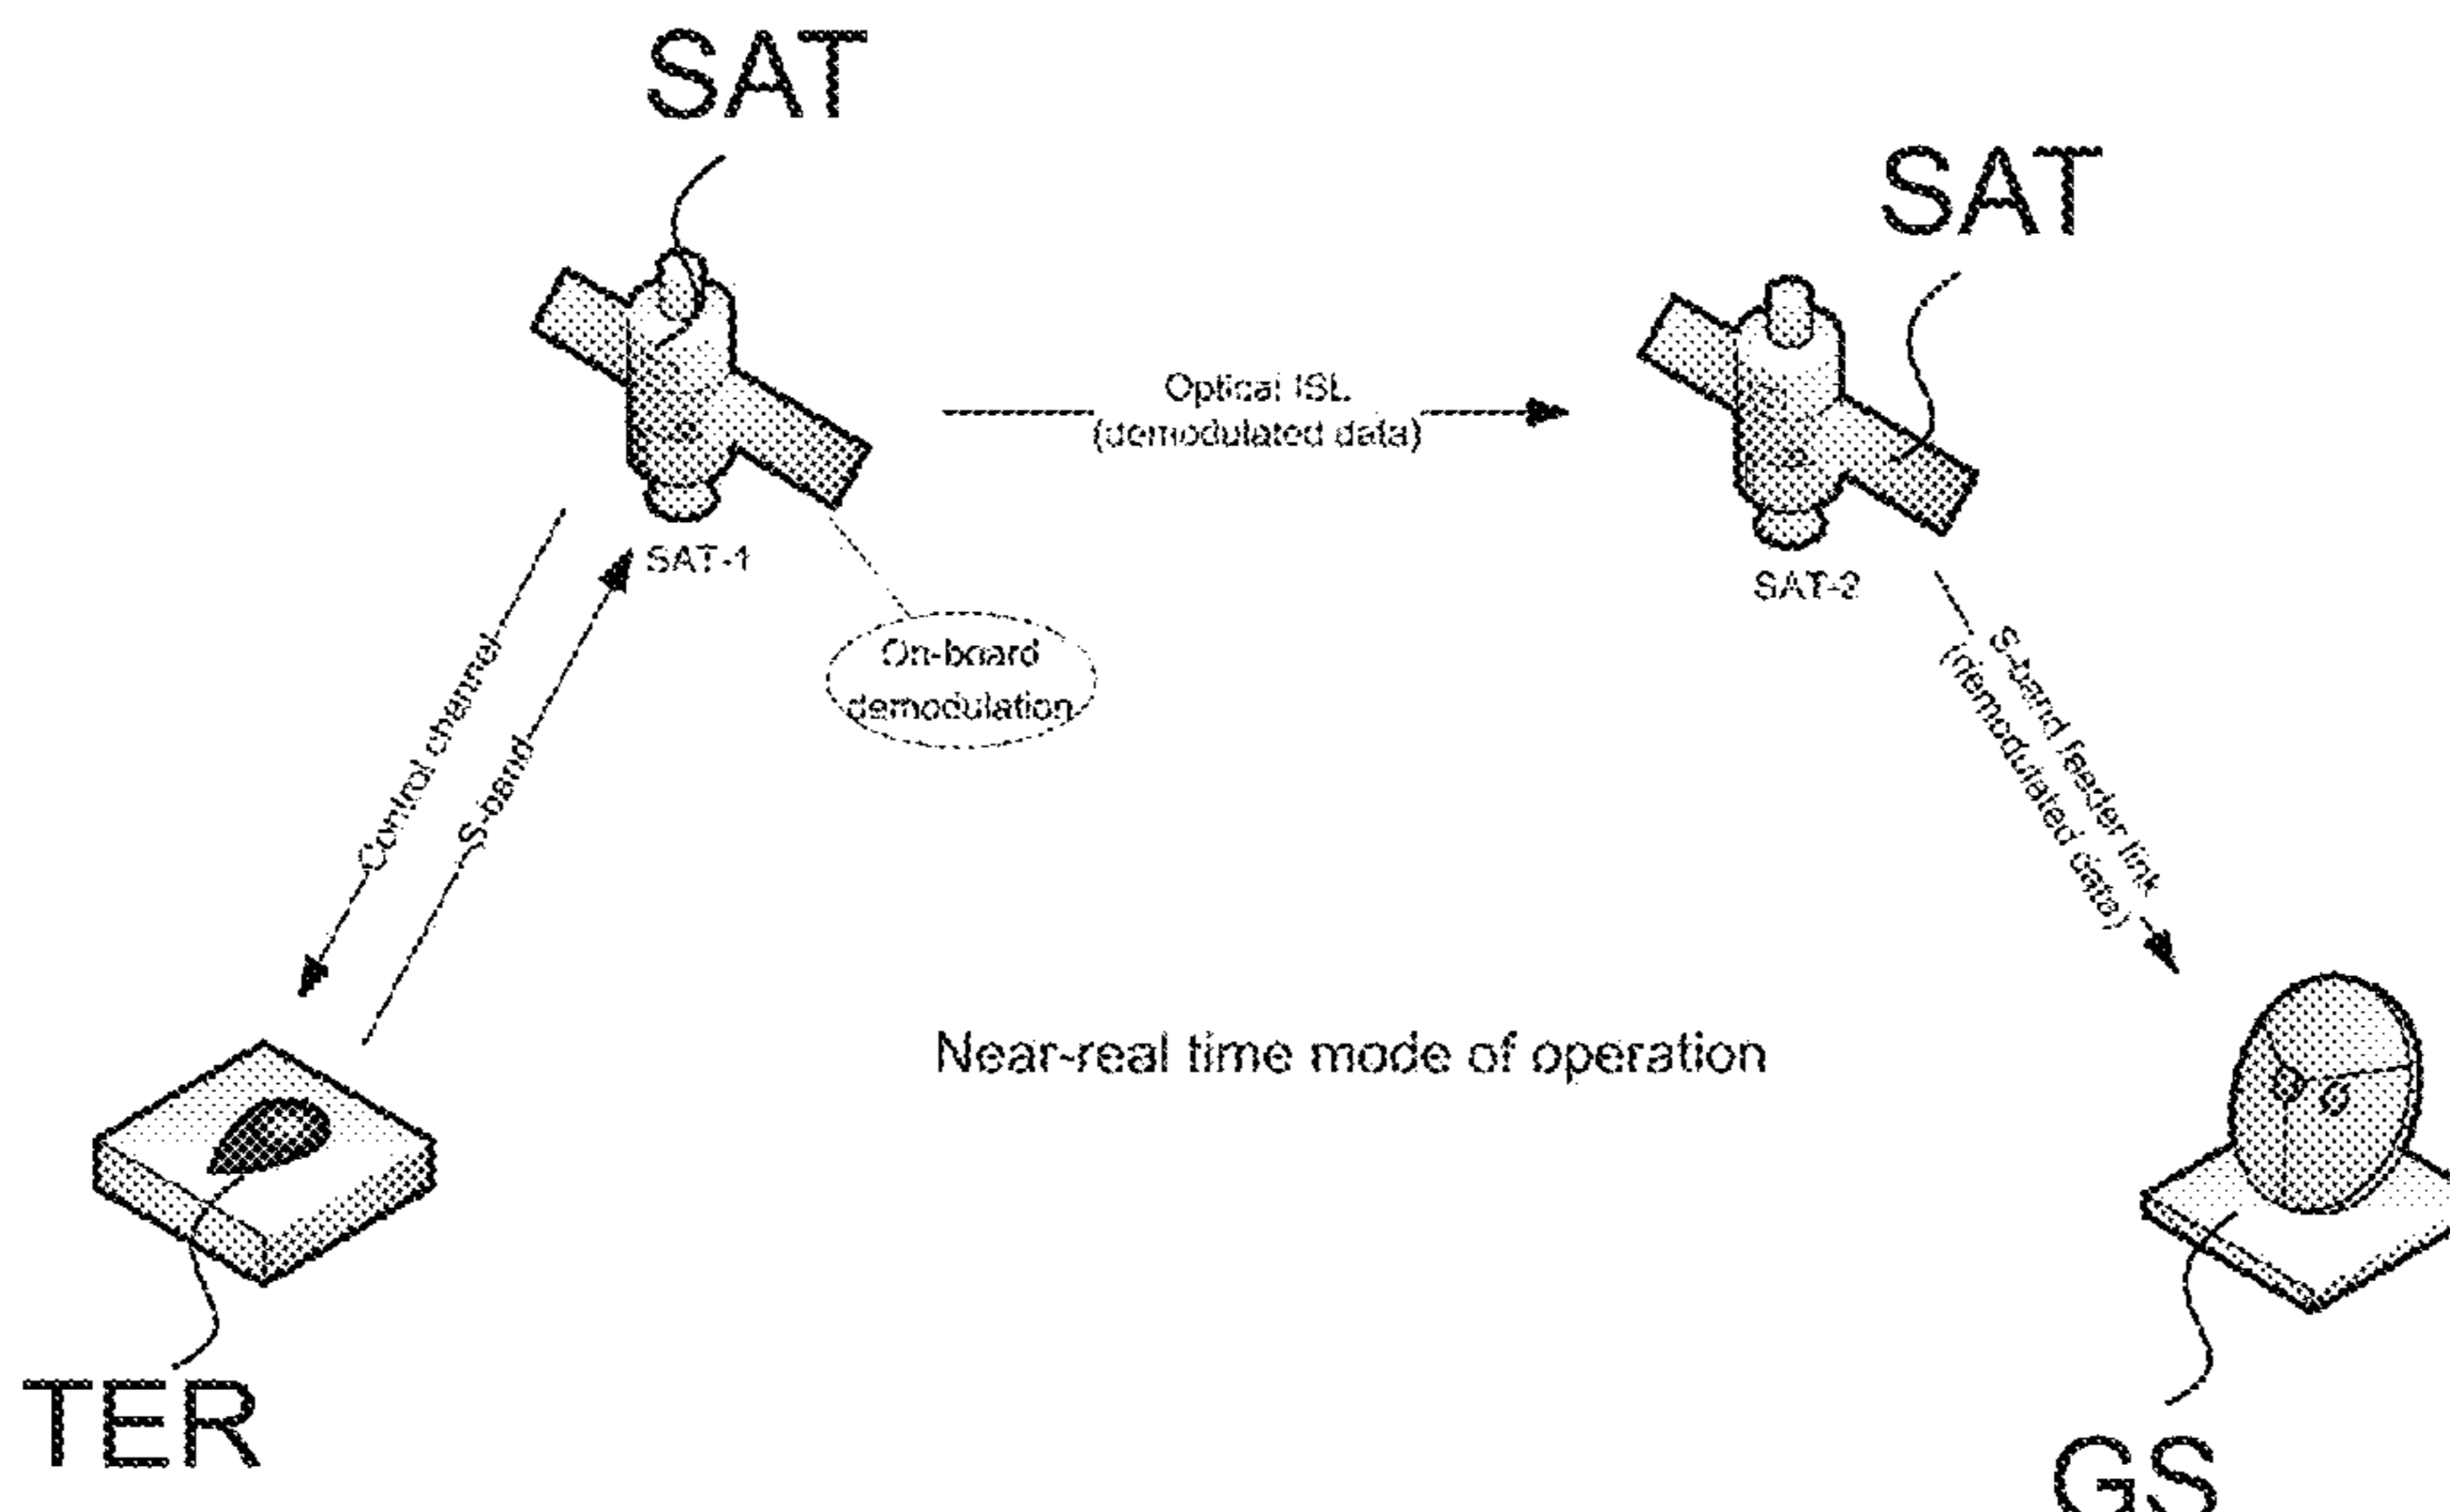 SAT
SAT
Optical ISL
(demodulated data)
SAT-1
SAT-2
On-board
demodulation
Control channel
S-band
S-band feeder link
(demodulated data)
Near-real time mode of operation
TER
GS